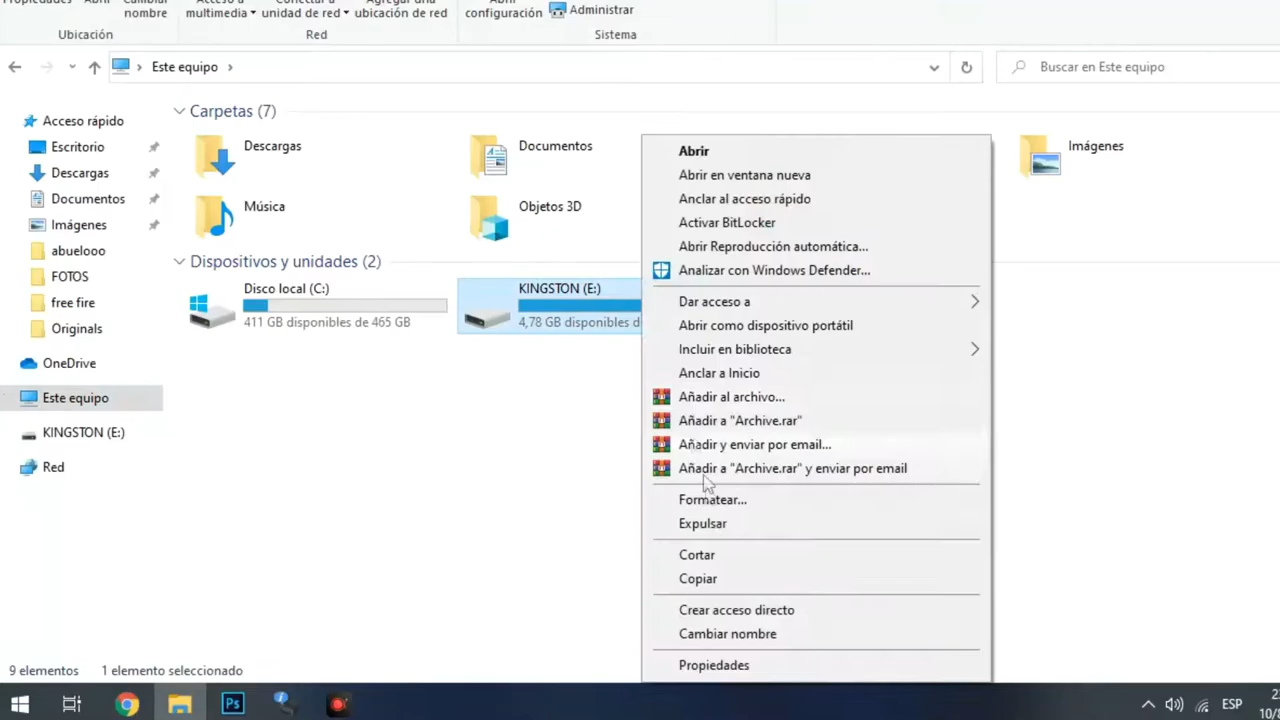 Propiedades Abrir Cambiar nombre
Acceso a multimedia Conectar a unidad de red Agregar una ubicación de red
Abrir configuración Administrar
Ubicación
Red
Sistema
Este equipo
Buscar en Este equipo
Acceso rápido
Escritorio
Descargas
Documentos
Imágenes
abuelooo
FOTOS
free fire
Originals
OneDrive
Este equipo
KINGSTON (E:)
Red
Carpetas (7)
Descargas
Documentos
Imágenes
Música
Objetos 3D
Dispositivos y unidades (2)
Disco local (C:)
411 GB disponibles de 465 GB
KINGSTON (E:)
4,78 GB disponibles d
Abrir
Abrir en ventana nueva
Anclar al acceso rápido
Activar BitLocker
Abrir Reproducción automática...
Analizar con Windows Defender...
Dar acceso a
Abrir como dispositivo portátil
Incluir en biblioteca
Anclar a Inicio
Añadir al archivo...
Añadir a "Archive.rar"
Añadir y enviar por email...
Añadir a "Archive.rar" y enviar por email
Formatear...
Expulsar
Cortar
Copiar
Crear acceso directo
Cambiar nombre
Propiedades
9 elementos
1 elemento seleccionado
Ps
ESP
10/